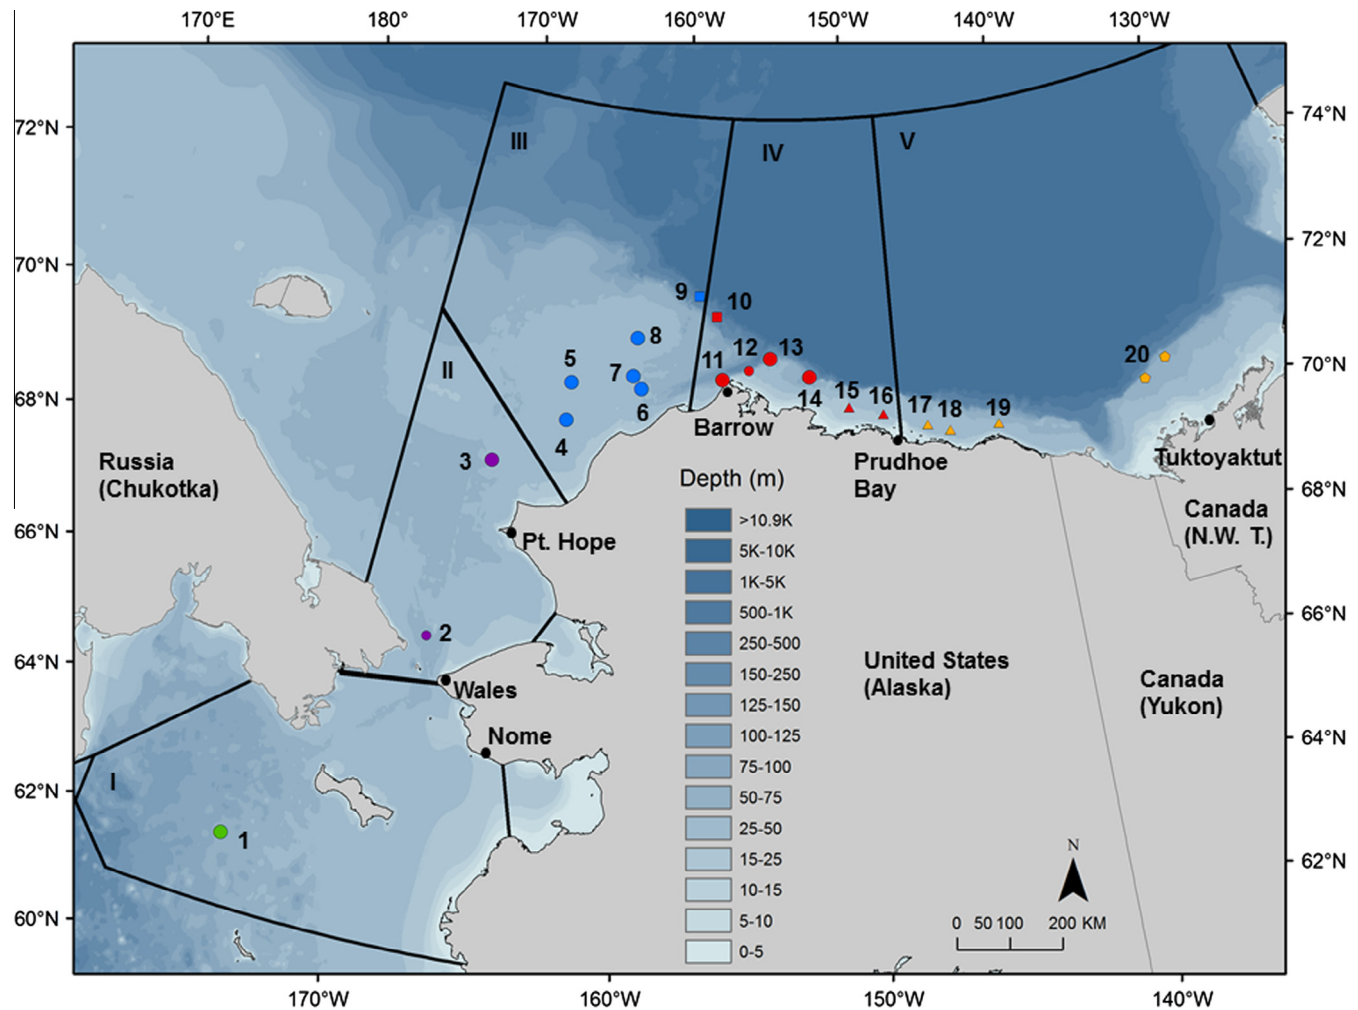 170°E 180° 170°W 160°W 150°W 140°W 130°W
72°N
74°N
III
IV
V
70°N
72°N
9
10
8
12
13
5
11
20
70°N
7
II
15
16
17
18
19
68°N
6
14
4
Barrow
3
Russia
(Chukotka)
Prudhoe
Bay
Tuktoyaktut
Depth (m)
68°N
Canada
(N.W. T.)
>10.9K
66°N
Pt. Hope
5K-10K
1K-5K
500-1K
66°N
2
250-500
64°N
United States
(Alaska)
150-250
Wales
Canada
(Yukon)
125-150
Nome
100-125
64°N
75-100
I
62°N
50-75
1
25-50
15-25
62°N
N
10-15
60°N
5-10
0 50 100 200 KM
0-5
170°W 160°W 150°W 140°W